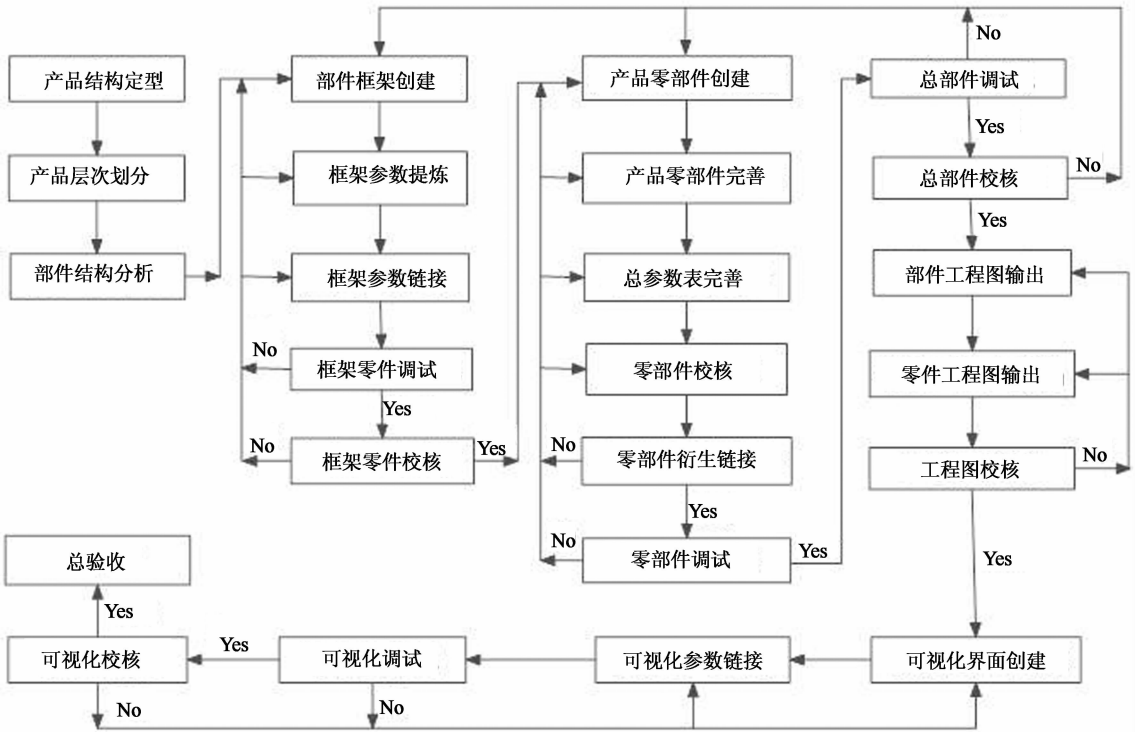 产品结构定型
产品层次划分
部件结构分析
部件框架创建
框架参数提炼
框架参数链接
No
框架零件调试
Yes
No
框架零件校核
Yes
产品零部件创建
产品零部件完善
总参数表完善
零部件校核
No
零部件衍生链接
Yes
No
零部件调试
Yes
No
总部件调试
Yes
总部件校核
No
Yes
部件工程图输出
零件工程图输出
工程图校核
No
Yes
可视化界面创建
可视化参数链接
可视化调试
No
Yes
可视化校核
No
Yes
总验收